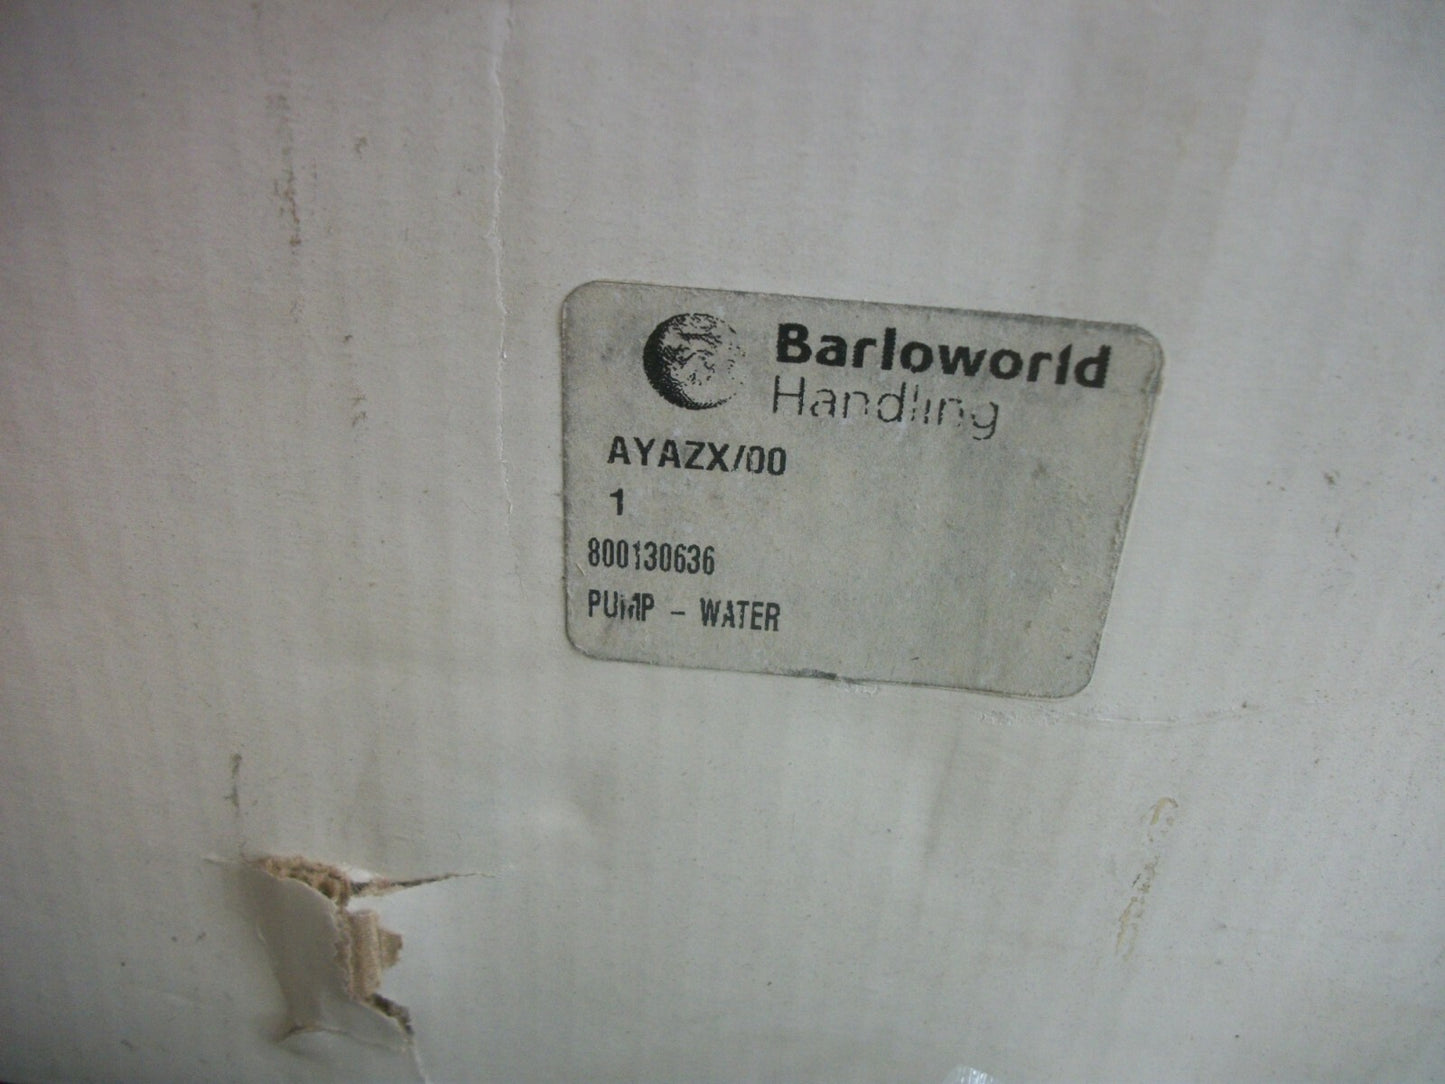 Barloworld
Handling
AYAZX/00
1
800130636
PUMP - WATER